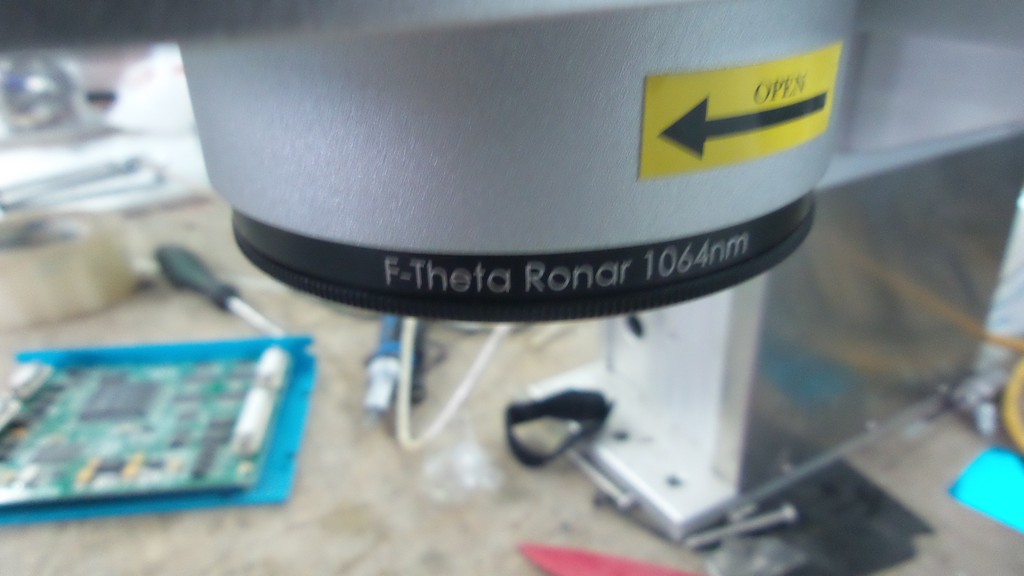 OPEN
F-Theta Ronar 1064nm